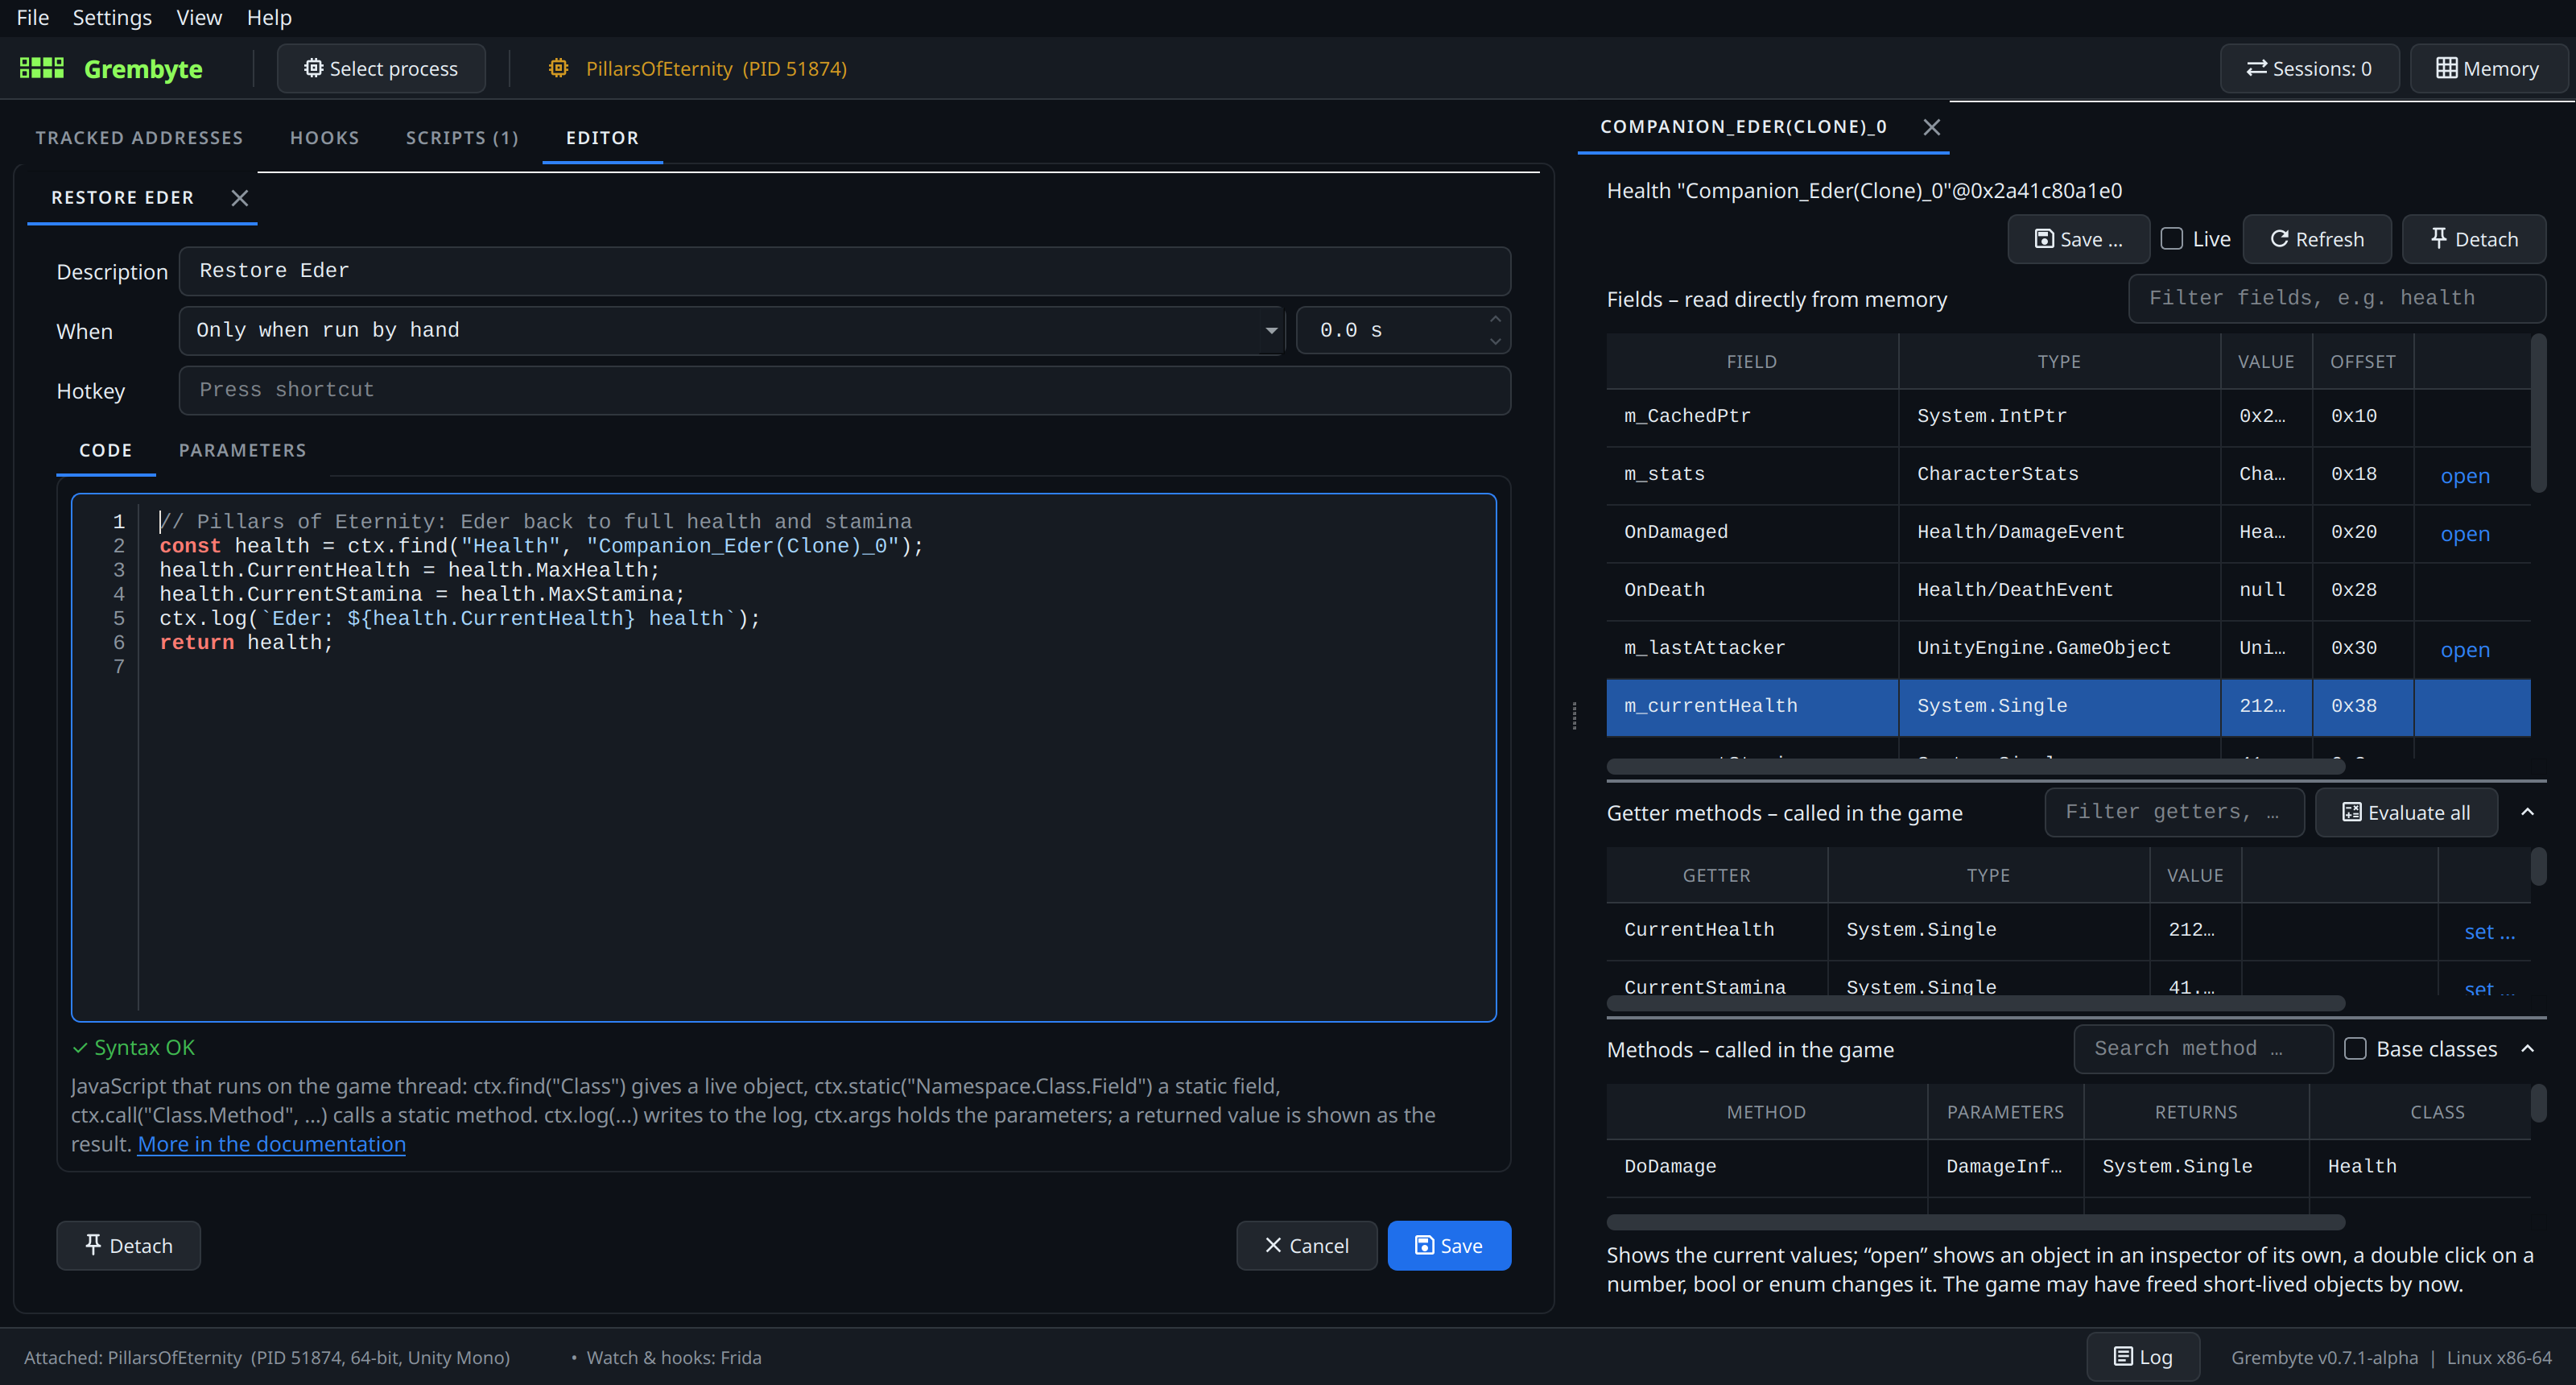 File Settings View Help
Grembyte Select process PillarsOfEternity (PID 51874) Sessions: 0 Memory
TRACKED ADDRESSES HOOKS SCRIPTS (1) EDITOR
RESTORE EDER
Description Restore Eder
When Only when run by hand 0.0 s
Hotkey Press shortcut
CODE PARAMETERS
1 // Pillars of Eternity: Eder back to full health and stamina
2 const health = ctx.find("Health", "Companion_Eder(Clone)_0");
3 health.CurrentHealth = health.MaxHealth;
4 health.CurrentStamina = health.MaxStamina;
5 ctx.log(`Eder: ${health.CurrentHealth} health`);
6 return health;
7
Syntax OK
JavaScript that runs on the game thread: ctx.find("Class") gives a live object, ctx.static("Namespace.Class.Field") a static field,
ctx.call("Class.Method", ...) calls a static method. ctx.log(...) writes to the log, ctx.args holds the parameters; a returned value is shown as the
result. More in the documentation
Detach Cancel Save
COMPANION_EDER(CLONE)_0
Health "Companion_Eder(Clone)_0"@0x2a41c80a1e0
Save ... Live Refresh Detach
Fields – read directly from memory Filter fields, e.g. health
FIELD TYPE VALUE OFFSET
m_CachedPtr System.IntPtr 0x2… 0x10
m_stats CharacterStats Cha… 0x18 open
OnDamaged Health/DamageEvent Hea… 0x20 open
OnDeath Health/DeathEvent null 0x28
m_lastAttacker UnityEngine.GameObject Uni… 0x30 open
m_currentHealth System.Single 212… 0x38
Getter methods – called in the game Filter getters, … Evaluate all
GETTER TYPE VALUE
CurrentHealth System.Single 212… set ...
CurrentStamina System.Single 41.… set ...
Methods – called in the game Search method … Base classes
METHOD PARAMETERS RETURNS CLASS
DoDamage DamageInf… System.Single Health
Shows the current values; “open” shows an object in an inspector of its own, a double click on a
number, bool or enum changes it. The game may have freed short-lived objects by now.
Attached: PillarsOfEternity (PID 51874, 64-bit, Unity Mono) • Watch & hooks: Frida Log Grembyte v0.7.1-alpha | Linux x86-64